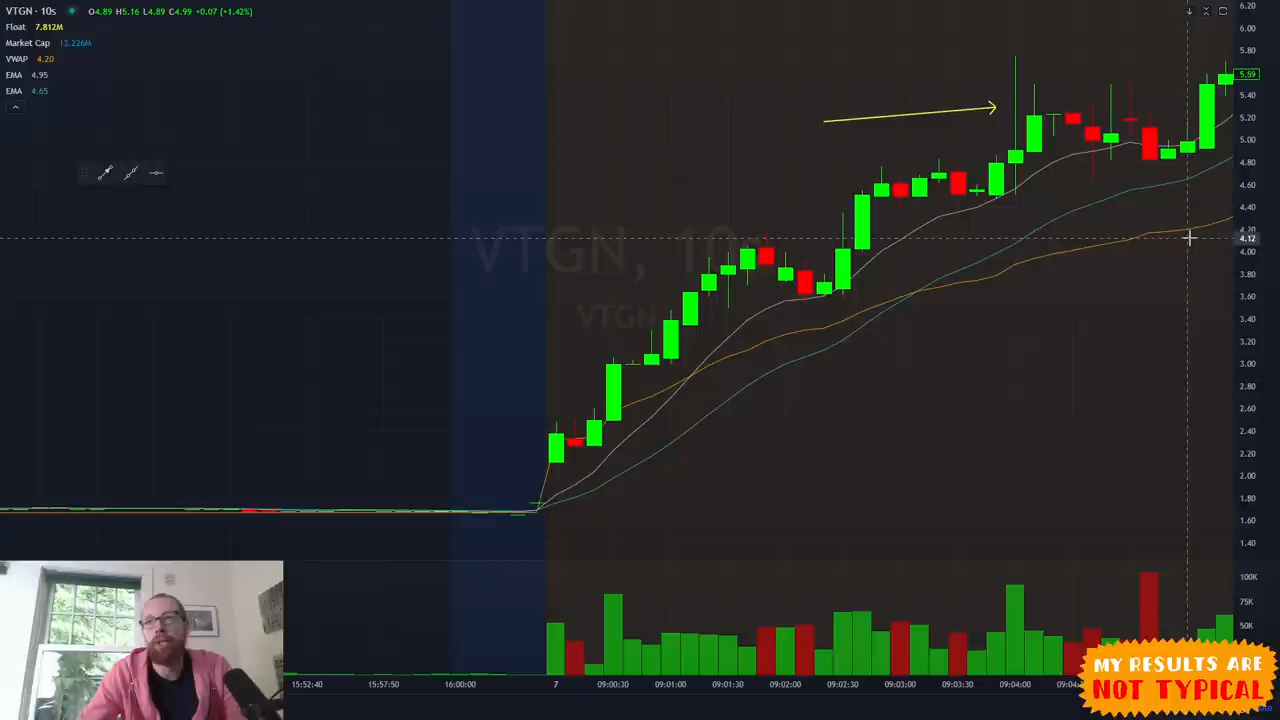 VTGN · 10s O4.89 H5.16 L4.89 C4.99 +0.07 (+1.42%)
Float 7.812M
Market Cap 13.226M
VWAP 4.20
EMA 4.95
EMA 4.65
VTGN, 10s
VTGN
6.20
6.00
5.80
5.59
5.40
5.20
5.00
4.80
4.60
4.40
4.20
4.12
4.00
3.80
3.60
3.40
3.20
3.00
2.80
2.60
2.40
2.20
2.00
1.80
1.60
1.40
100K
75K
50K
15:52:40 15:57:50 16:00:00 7 09:00:30 09:01:00 09:01:30 09:02:00 09:02:30 09:03:00 09:03:30 09:04:00
MY RESULTS ARE
NOT TYPICAL